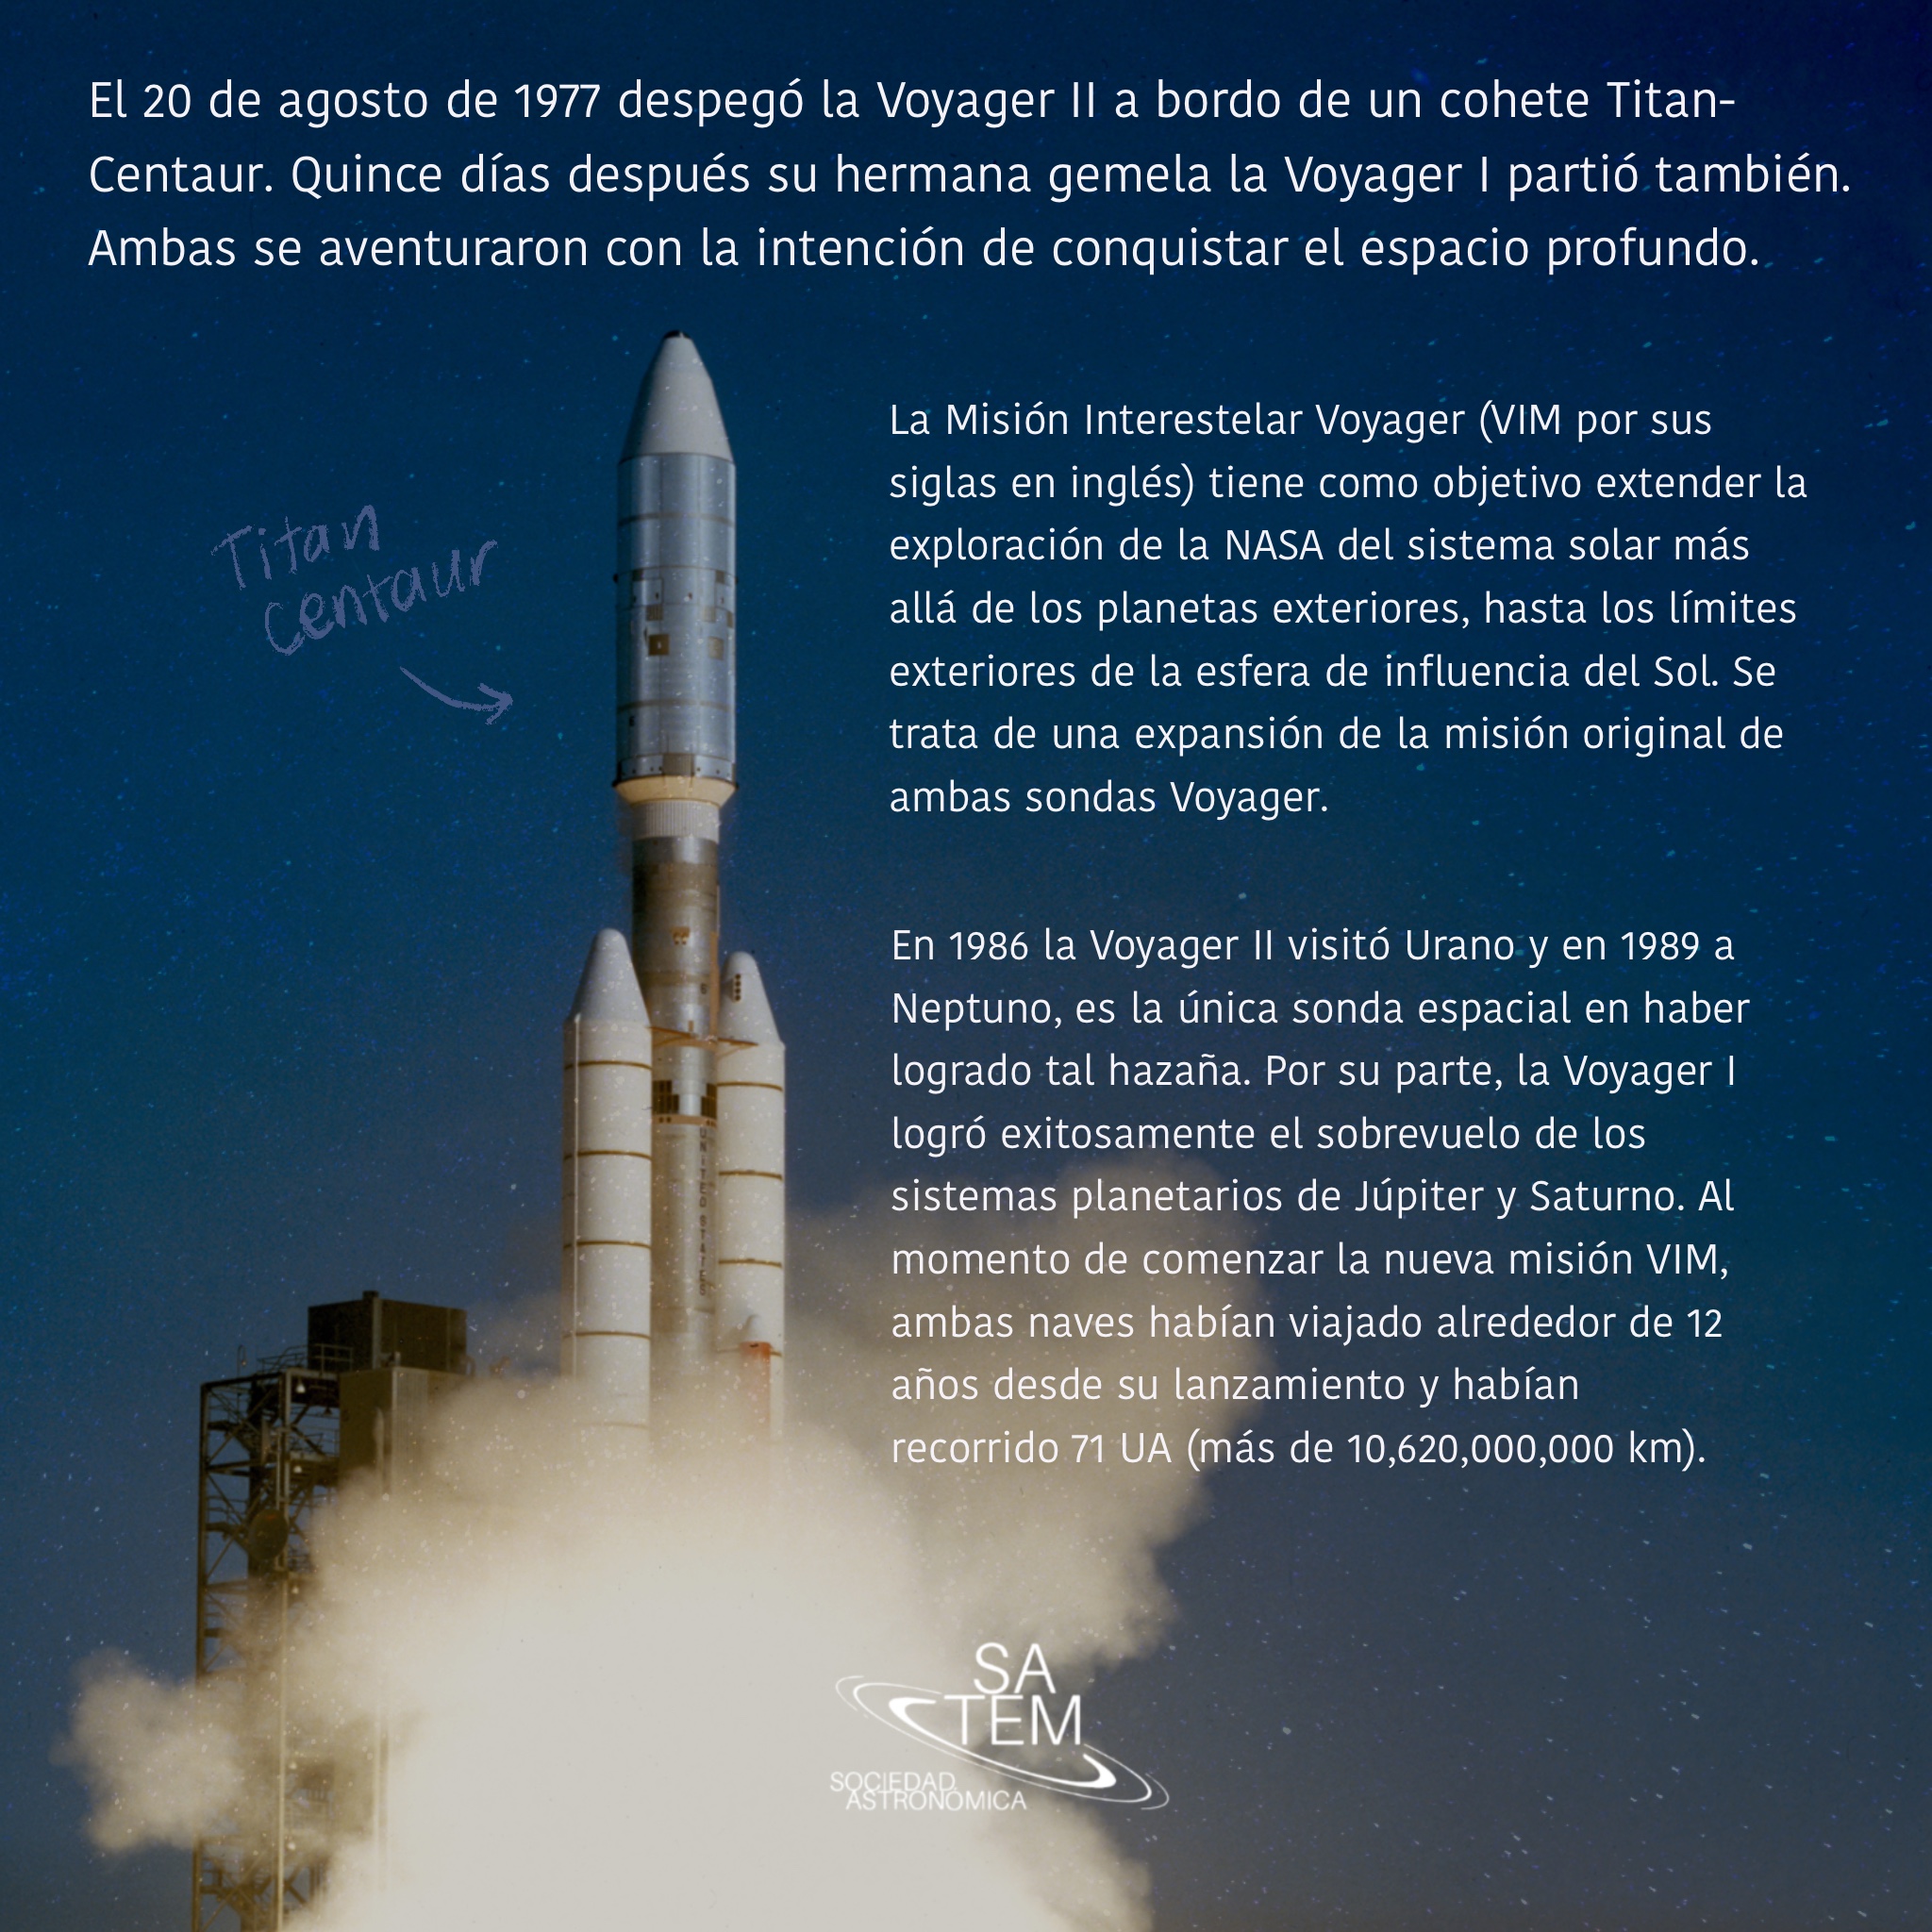 El 20 de agosto de 1977 despegó la Voyager II a bordo de un cohete Titan-
Centaur. Quince días después su hermana gemela la Voyager I partió también.
Ambas se aventuraron con la intención de conquistar el espacio profundo.
Titan
Centaur
La Misión Interestelar Voyager (VIM por sus
siglas en inglés) tiene como objetivo extender la
exploración de la NASA del sistema solar más
allá de los planetas exteriores, hasta los límites
exteriores de la esfera de influencia del Sol. Se
trata de una expansión de la misión original de
ambas sondas Voyager.
En 1986 la Voyager II visitó Urano y en 1989 a
Neptuno, es la única sonda espacial en haber
logrado tal hazaña. Por su parte, la Voyager I
logró exitosamente el sobrevuelo de los
sistemas planetarios de Júpiter y Saturno. Al
momento de comenzar la nueva misión VIM,
ambas naves habían viajado alrededor de 12
años desde su lanzamiento y habían
recorrido 71 UA (más de 10,620,000,000 km).
UNITED STATES
SA
TEM
SOCIEDAD
ASTRONÓMICA